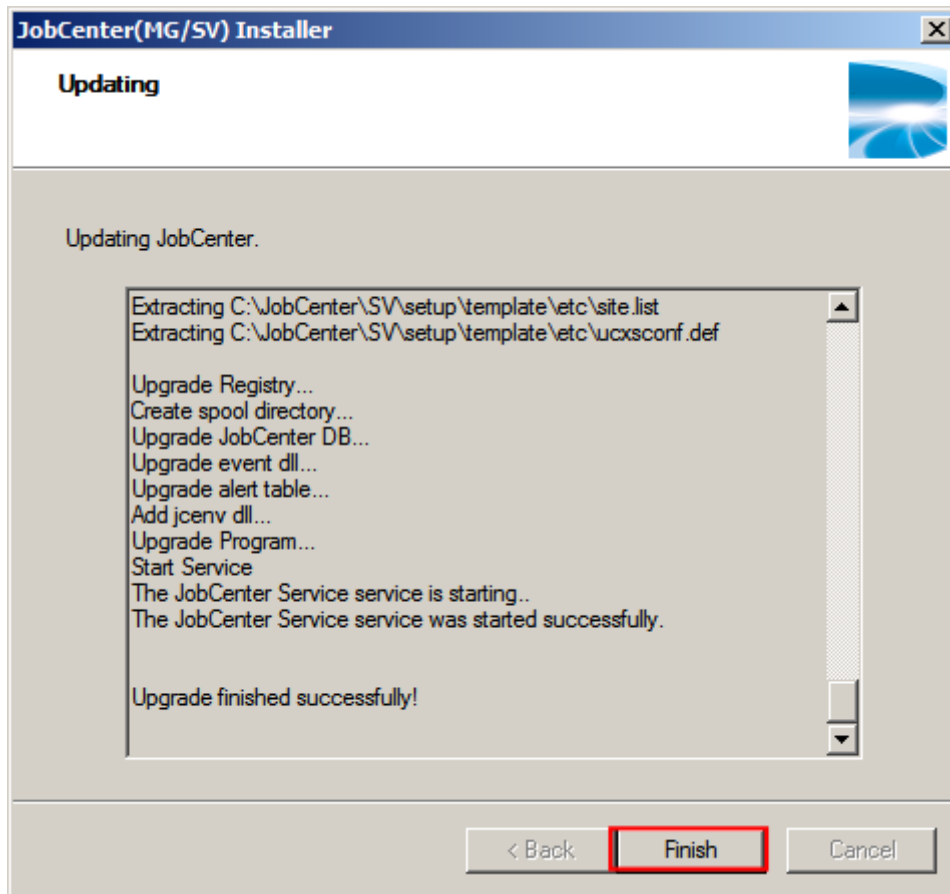 JobCenter(MG/SV) Installer
Updating
Updating JobCenter.
Extracting C:\JobCenter\SV\setup\template\etc\site.list
Extracting C:\JobCenter\SV\setup\template\etc\ucxsconf.def
Upgrade Registry...
Create spool directory...
Upgrade JobCenter DB...
Upgrade event dll...
Upgrade alert table...
Add jcenv dll...
Upgrade Program...
Start Service
The JobCenter Service service is starting..
The JobCenter Service service was started successfully.
Upgrade finished successfully!
< Back Finish Cancel